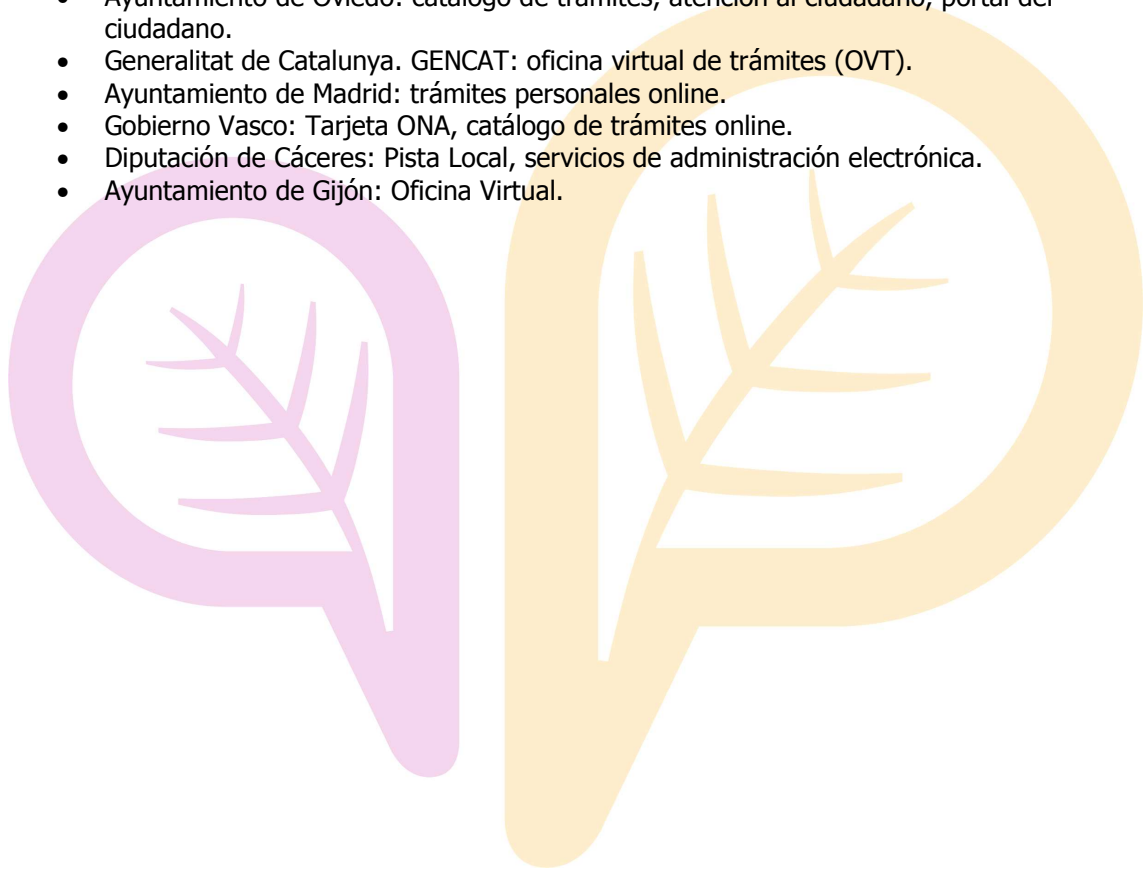 • Ayuntamiento de Oviedo: catálogo de trámites, atención al ciudadano, portal del
ciudadano.
• Generalitat de Catalunya. GENCAT: oficina virtual de trámites (OVT).
• Ayuntamiento de Madrid: trámites personales online.
• Gobierno Vasco: Tarjeta ONA, catálogo de trámites online.
• Diputación de Cáceres: Pista Local, servicios de administración electrónica.
• Ayuntamiento de Gijón: Oficina Virtual.